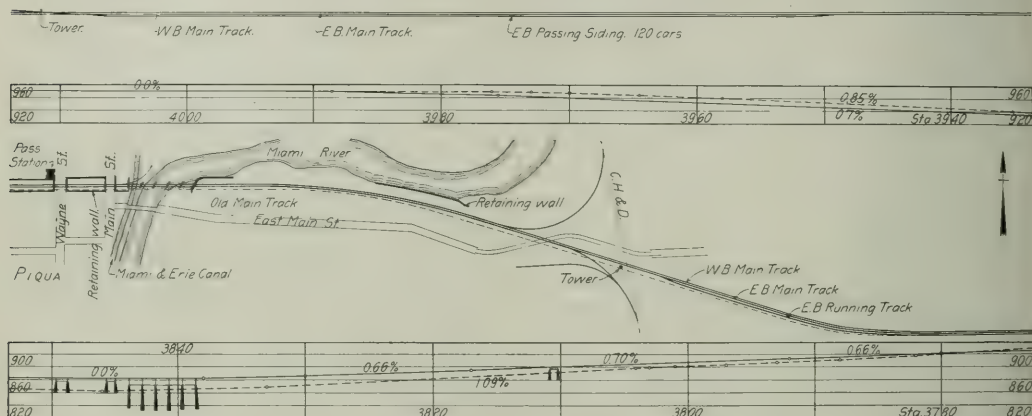 Tower.
W B Main Track.
E.B. Main Track.
E B Passing Siding. 120 cars
0.0%
960
0.85%
960
920
4000
3980
3960
0.7%
Sta 3940
920
Pass
Station
Wayne St.
Main St.
Miami River
C.H.& D.
Old Main Track
Retaining wall
East Main St.
Retaining wall
PIQUA
Miami & Erie Canal
Tower
W B Main Track
E B Main Track
E B Running Track
900
3840
0.0%
0.66%
0.70%
0.66%
900
860
1.09%
860
820
3820
3800
Sta. 3780
820